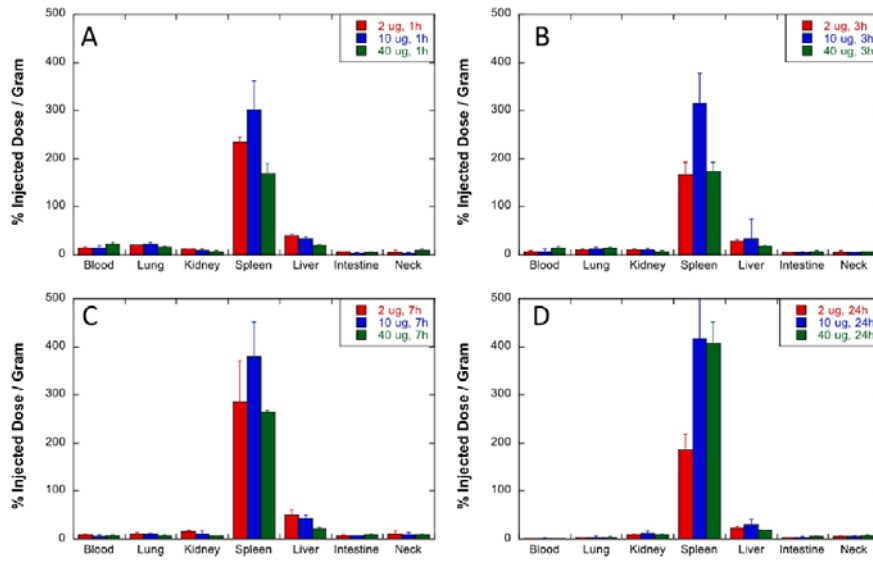 A
2 ug, 1h
10 ug, 1h
40 ug, 1h
% Injected Dose / Gram
500
400
300
200
100
0
Blood Lung Kidney Spleen Liver Intestine Neck
B
2 ug, 3h
10 ug, 3h
40 ug, 3h
% Injected Dose / Gram
500
400
300
200
100
0
Blood Lung Kidney Spleen Liver Intestine Neck
C
2 ug, 7h
10 ug, 7h
40 ug, 7h
% Injected Dose / Gram
500
400
300
200
100
0
Blood Lung Kidney Spleen Liver Intestine Neck
D
2 ug, 24h
10 ug, 24h
40 ug, 24h
% Injected Dose / Gram
500
400
300
200
100
0
Blood Lung Kidney Spleen Liver Intestine Neck